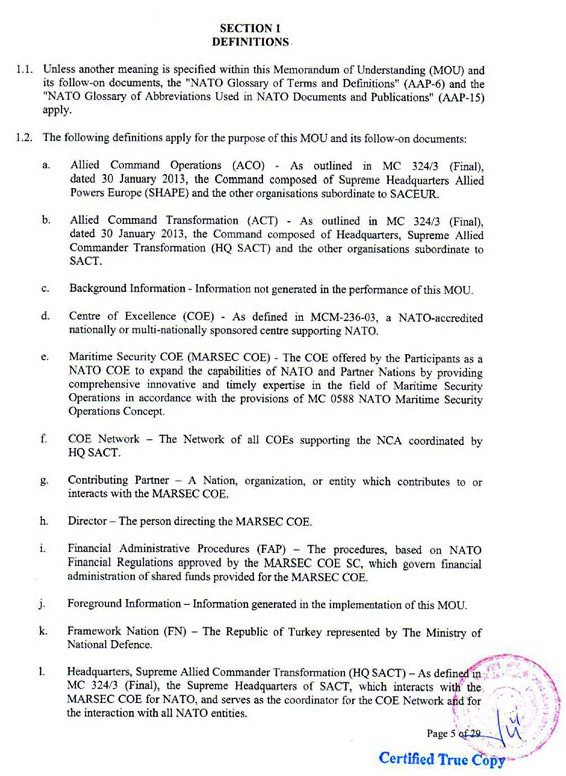 SECTION 1
DEFINITIONS
1.1. Unless another meaning is specified within this Memorandum of Understanding (MOU) and
its follow-on documents, the "NATO Glossary of Terms and Definitions" (AAP-6) and the
"NATO Glossary of Abbreviations Used in NATO Documents and Publications" (AAP-15)
apply.
1.2. The following definitions apply for the purpose of this MOU and its follow-on documents:
a. Allied Command Operations (ACO) - As outlined in MC 324/3 (Final),
dated 30 January 2013, the Command composed of Supreme Headquarters Allied
Powers Europe (SHAPE) and the other organisations subordinate to SACEUR.
b. Allied Command Transformation (ACT) - As outlined in MC 324/3 (Final),
dated 30 January 2013, the Command composed of Headquarters, Supreme Allied
Commander Transformation (HQ SACT) and the other organisations subordinate to
SACT.
c. Background Information - Information not generated in the performance of this MOU.
d. Centre of Excellence (COE) - As defined in MCM-236-03, a NATO-accredited
nationally or multi-nationally sponsored centre supporting NATO.
e. Maritime Security COE (MARSEC COE) - The COE offered by the Participants as a
NATO COE to expand the capabilities of NATO and Partner Nations by providing
comprehensive innovative and timely expertise in the field of Maritime Security
Operations in accordance with the provisions of MC 0588 NATO Maritime Security
Operations Concept.
f. COE Network – The Network of all COEs supporting the NCA coordinated by
HQ SACT.
g. Contributing Partner – A Nation, organization, or entity which contributes to or
interacts with the MARSEC COE.
h. Director – The person directing the MARSEC COE.
i. Financial Administrative Procedures (FAP) – The procedures, based on NATO
Financial Regulations approved by the MARSEC COE SC, which govern financial
administration of shared funds provided for the MARSEC COE.
j. Foreground Information – Information generated in the implementation of this MOU.
k. Framework Nation (FN) – The Republic of Turkey represented by The Ministry of
National Defence.
l. Headquarters, Supreme Allied Commander Transformation (HQ SACT) – As defined in
MC 324/3 (Final), the Supreme Headquarters of SACT, which interacts with the
MARSEC COE for NATO, and serves as the coordinator for the COE Network and for
the interaction with all NATO entities.
Page 5 of 29
Certified True Copy